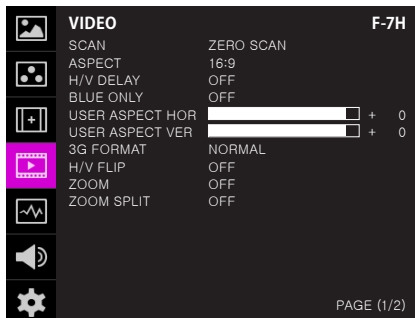 VIDEO F-7H
SCAN ZERO SCAN
ASPECT 16:9
H/V DELAY OFF
BLUE ONLY OFF
USER ASPECT HOR + 0
USER ASPECT VER + 0
3G FORMAT NORMAL
H/V FLIP OFF
ZOOM OFF
ZOOM SPLIT OFF
PAGE (1/2)